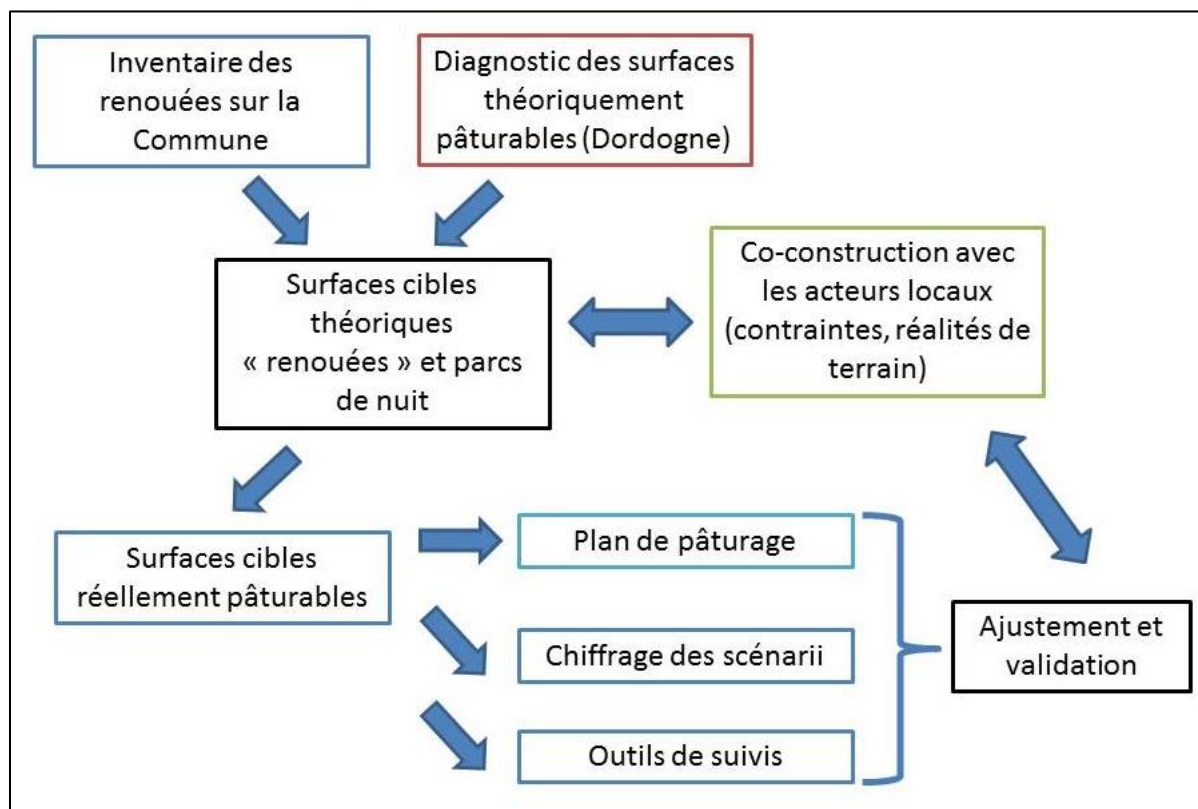 Inventaire des
renouées sur la
Commune
Diagnostic des surfaces
théoriquement
pâturables (Dordogne)
Surfaces cibles
théoriques
« renouées » et parcs
de nuit
Co-construction avec
les acteurs locaux
(contraintes, réalités de
terrain)
Surfaces cibles
réellement pâturables
Plan de pâturage
Chiffrage des scénarii
Outils de suivis
Ajustement et
validation